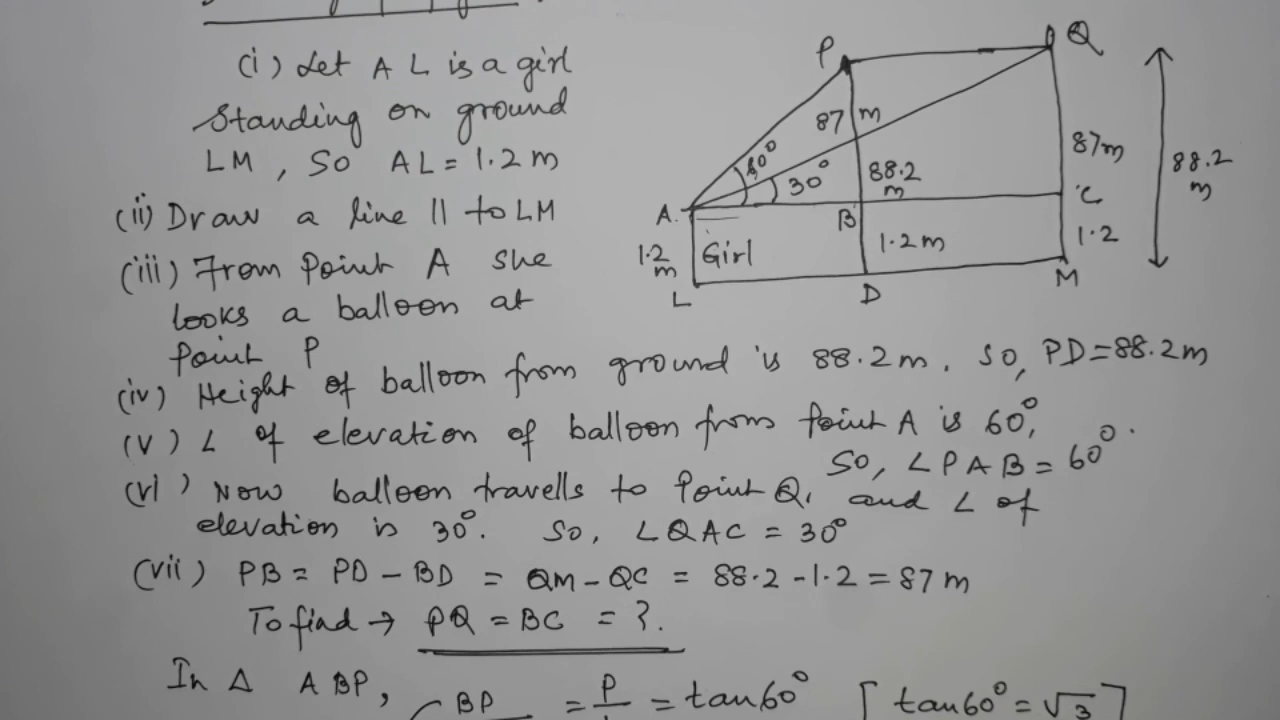 (i) Let AL is a girl
standing on ground
LM, So AL = 1.2 m
(ii) Draw a line || to LM
(iii) From Point A she
looks a balloon at
Point P
(iv) Height of balloon from ground is 88.2m. So, PD=88.2m
(v) ∠ of elevation of balloon from Point A is 60°,
So, ∠PAB = 60°.
(vi) Now balloon travells to Point Q, and ∠ of
elevation is 30°. So, ∠QAC = 30°
(vii) PB = PD - BD = QM - QC = 88.2 - 1.2 = 87 m
To find → PQ = BC = ?.
In Δ ABP,
BP = P = tan60° [tan60° = √3]
P
Q
87 m
60°
30°
88.2
m
87m
88.2
m
A
B
C
1.2
m
Girl
1.2m
1.2
L
D
M